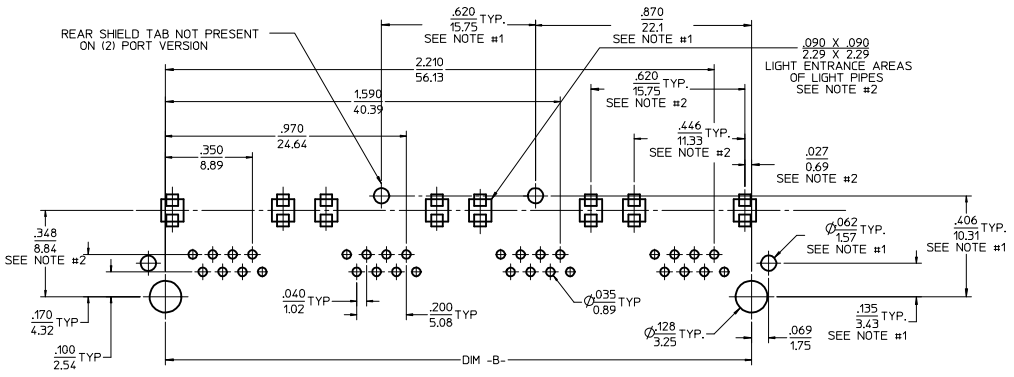 .620
15.75 TYP.
SEE NOTE #1
.870
22.1
SEE NOTE #1
REAR SHIELD TAB NOT PRESENT
ON (2) PORT VERSION
.090 X .090
2.29 X 2.29
LIGHT ENTRANCE AREAS
OF LIGHT PIPES
SEE NOTE #2
2.210
56.13
.620
15.75 TYP.
SEE NOTE #2
1.590
40.39
.970
24.64
.446
11.33 TYP.
SEE NOTE #2
.350
8.89
.027
0.69
SEE NOTE #2
.348
8.84
SEE NOTE #2
Ø.062
1.57 TYP.
SEE NOTE #1
.406
10.31 TYP.
SEE NOTE #1
.040
1.02 TYP
.200
5.08 TYP
Ø.035
0.89 TYP
.170
4.32 TYP
.100
2.54 TYP
Ø.128
3.25 TYP.
.069
1.75
.135
3.43 TYP.
SEE NOTE #1
DIM -B-